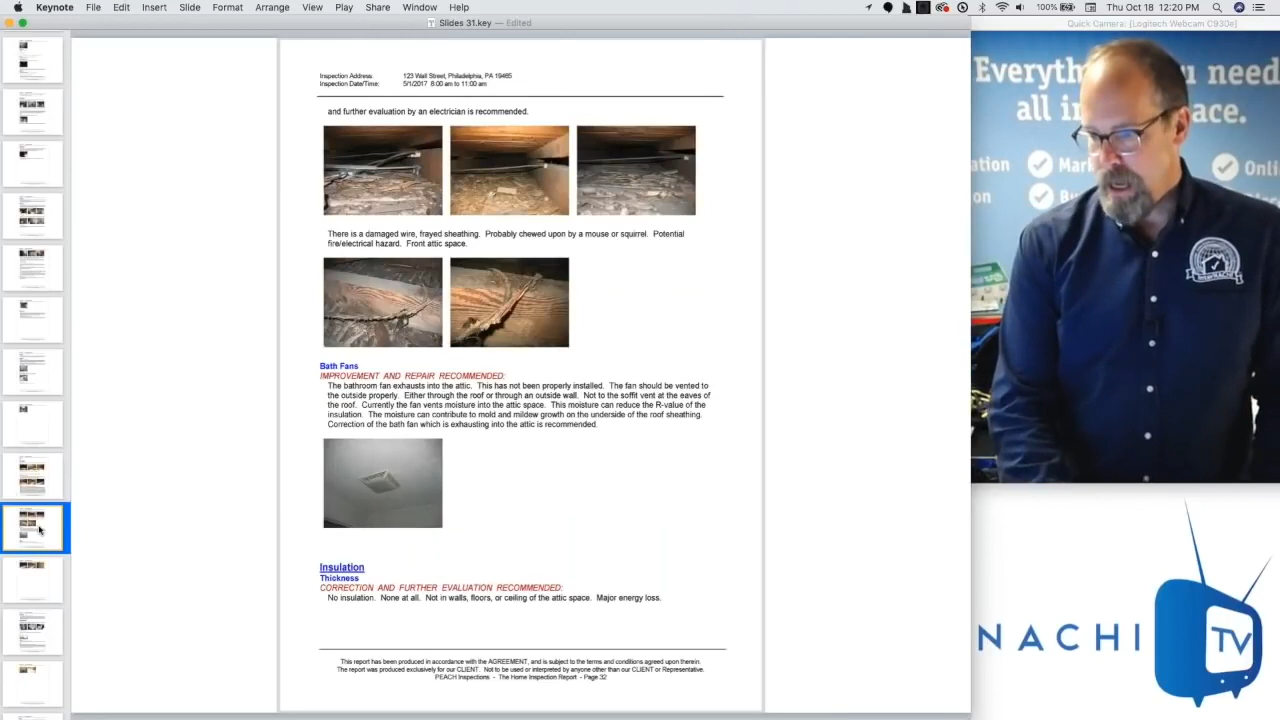 Keynote File Edit Insert Slide Format Arrange View Play Share Window Help 100% Thu Oct 18 12:20 PM
Slides 31.key — Edited
Quick Camera: [Logitech Webcam C930e]
Inspection Address: 123 Wall Street, Philadelphia, PA 19465
Inspection Date/Time: 5/1/2017 8:00 am to 11:00 am
and further evaluation by an electrician is recommended.
There is a damaged wire, frayed sheathing. Probably chewed upon by a mouse or squirrel. Potential
fire/electrical hazard. Front attic space.
Bath Fans
IMPROVEMENT AND REPAIR RECOMMENDED:
The bathroom fan exhausts into the attic. This has not been properly installed. The fan should be vented to
the outside property. Either through the roof or through an outside wall. Not to the soffit vent at the eaves of
the roof. Currently the fan vents moisture into the attic space. This moisture can reduce the R-value of the
insulation. The moisture can contribute to mold and mildew growth on the underside of the roof sheathing.
Correction of the bath fan which is exhausting into the attic is recommended.
Insulation
Thickness
CORRECTION AND FURTHER EVALUATION RECOMMENDED:
No insulation. None at all. Not in walls, floors, or ceiling of the attic space. Major energy loss.
This report has been produced in accordance with the AGREEMENT, and is subject to the terms and conditions agreed upon therein.
The report was produced exclusively for our CLIENT. Not to be used or interpreted by anyone other than our CLIENT or Representative.
PEACH Inspections - The Home Inspection Report - Page 32
Everyth u need
all in ace.
ation Mark Onli
on Bu
NACHI TV